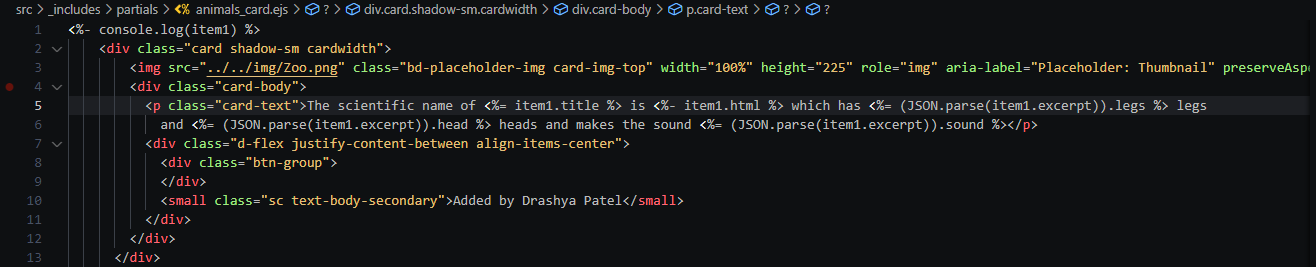 src > _includes > partials > <% animals_card.ejs > ? > div.card.shadow-sm.cardwidth > div.card-body > p.card-text > ? > ?
1 <%- console.log(item1) %>
2 <div class="card shadow-sm cardwidth">
3 <img src="../../img/Zoo.png" class="bd-placeholder-img card-img-top" width="100%" height="225" role="img" aria-label="Placeholder: Thumbnail" preserveAspe
4 <div class="card-body">
5 <p class="card-text">The scientific name of <%= item1.title %> is <%- item1.html %> which has <%= (JSON.parse(item1.excerpt)).legs %> legs
6 and <%= (JSON.parse(item1.excerpt)).head %> heads and makes the sound <%= (JSON.parse(item1.excerpt)).sound %></p>
7 <div class="d-flex justify-content-between align-items-center">
8 <div class="btn-group">
9 </div>
10 <small class="sc text-body-secondary">Added by Drashya Patel</small>
11 </div>
12 </div>
13 </div>